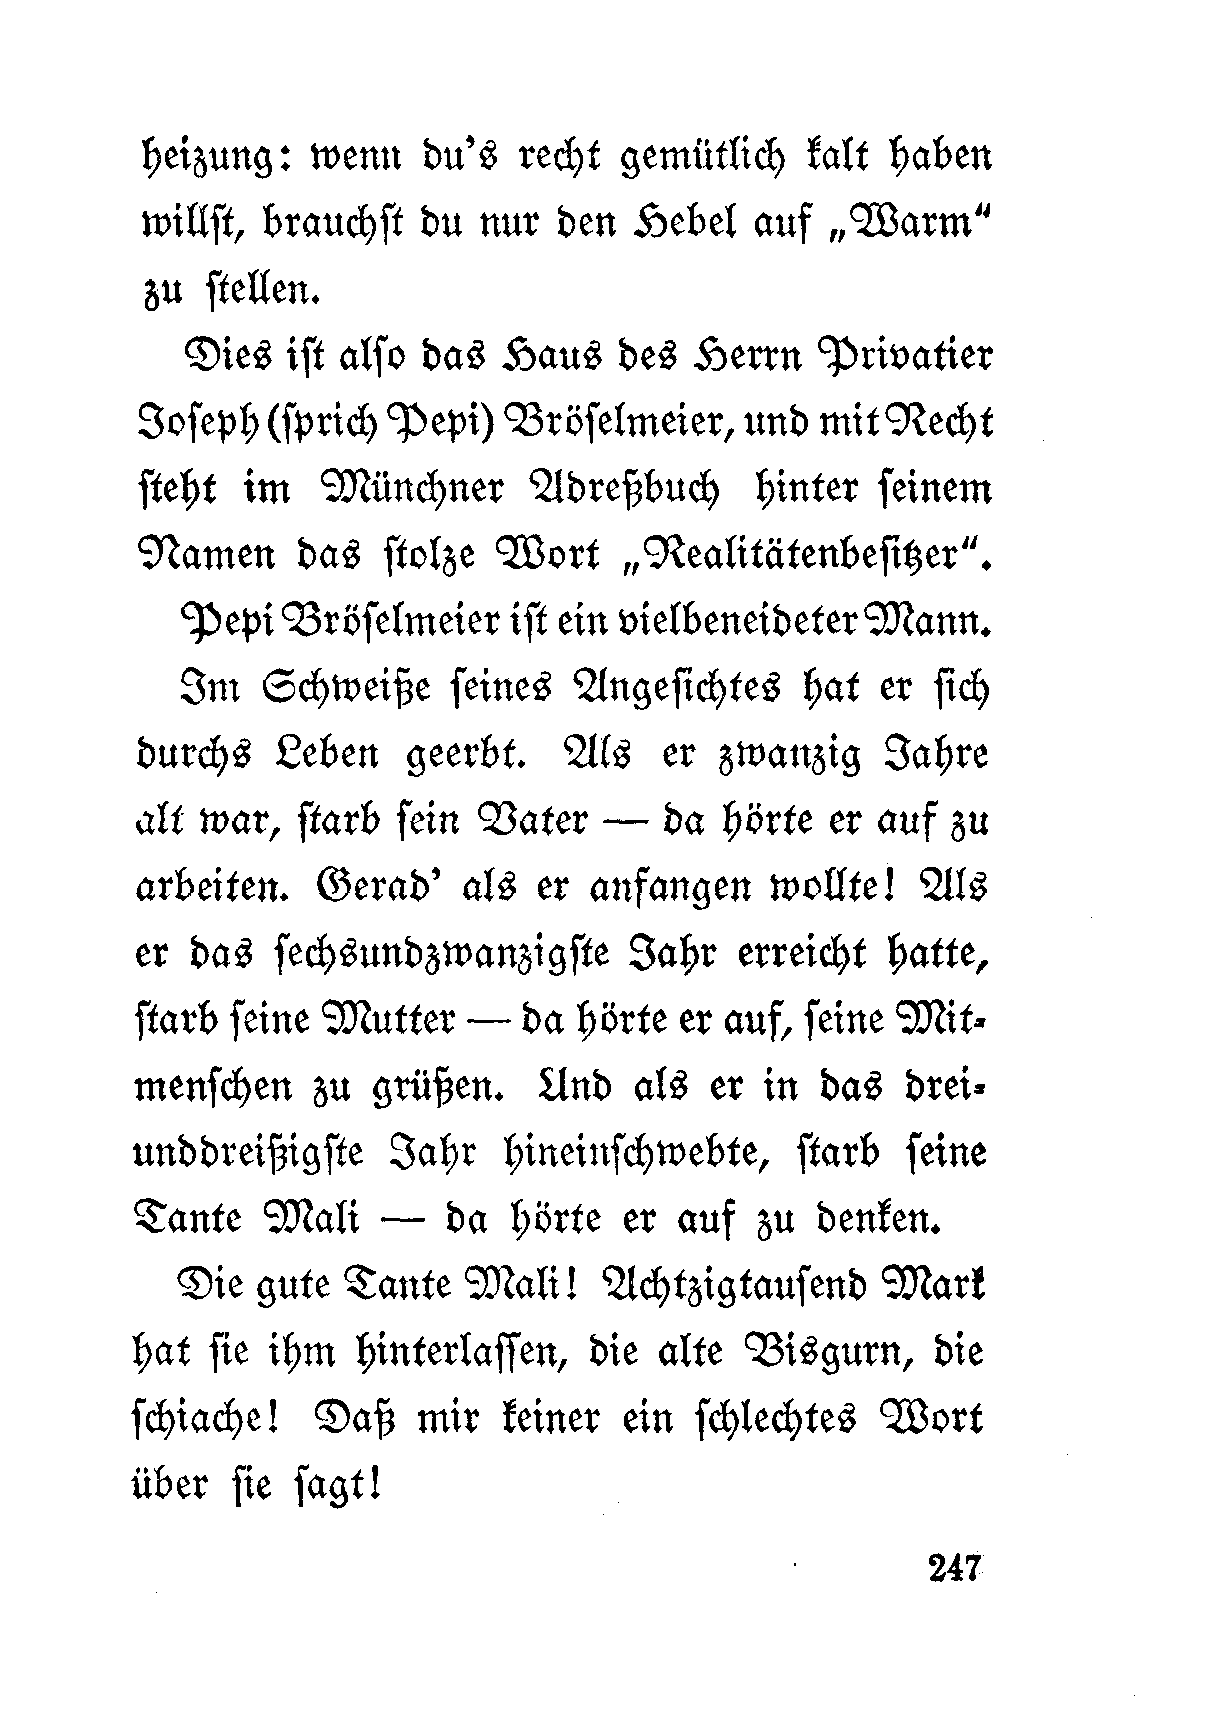 heizung: wenn du's recht gemütlich kalt haben
willſt, brauchſt du nur den Hebel auf „Warm“
zu ſtellen.
Dies iſt alſo das Haus des Herrn Privatier
Joſeph (ſprich Pepi) Bröſelmeier, und mit Recht
ſteht im Münchner Adreßbuch hinter ſeinem
Namen das ſtolze Wort „Realitätenbeſitzer“.
Pepi Bröſelmeier iſt ein vielbeneideter Mann.
Im Schweiße ſeines Angeſichtes hat er ſich
durchs Leben geerbt. Als er zwanzig Jahre
alt war, ſtarb ſein Vater — da hörte er auf zu
arbeiten. Gerad' als er anfangen wollte! Als
er das ſechsundzwanzigſte Jahr erreicht hatte,
ſtarb ſeine Mutter — da hörte er auf, ſeine Mit-
menſchen zu grüßen. Und als er in das drei-
unddreißigſte Jahr hineinſchwebte, ſtarb ſeine
Tante Mali — da hörte er auf zu denken.
Die gute Tante Mali! Achtzigtauſend Mark
hat ſie ihm hinterlaſſen, die alte Bisgurn, die
ſchiache! Daß mir keiner ein ſchlechtes Wort
über ſie ſagt!
247